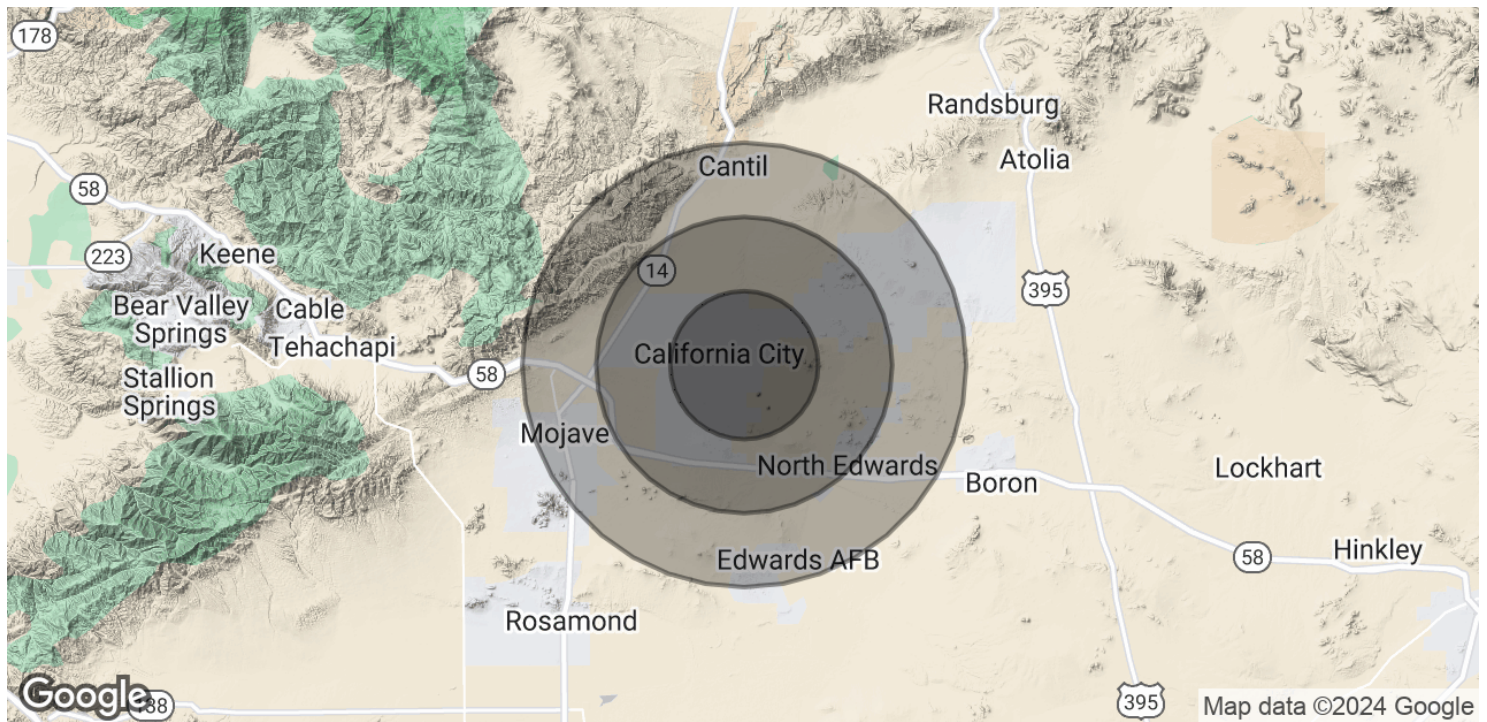 178
Randsburg
Cantil
Atolia
58
223
Keene
14
395
Bear Valley
Springs
Cable
Tehachapi
California City
58
Stallion
Springs
Mojave
North Edwards
Boron
Lockhart
Edwards AFB
58
Hinkley
Rosamond
Google
138
395
Map data ©2024 Google